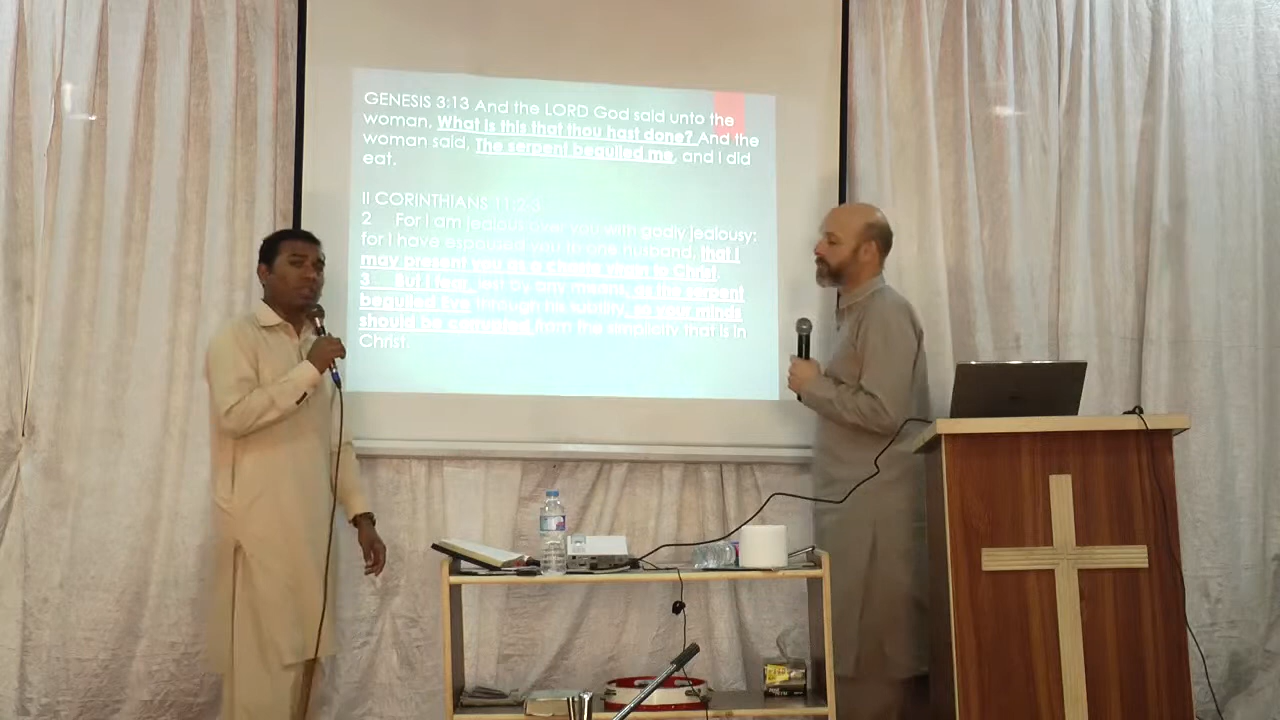 GENESIS 3:13 And the LORD God said unto the
woman, What is this that thou hast done? And the
woman said, The serpent beguiled me, and I did
eat.
II CORINTHIANS 11:2-3
2 For I am jealous over you with godly jealousy:
for I have espoused you to one husband, that I
may present you as a chaste virgin to Christ.
3 But I fear, lest by any means, as the serpent
beguiled Eve through his subtilty, so your minds
should be corrupted from the simplicity that is in
Christ.